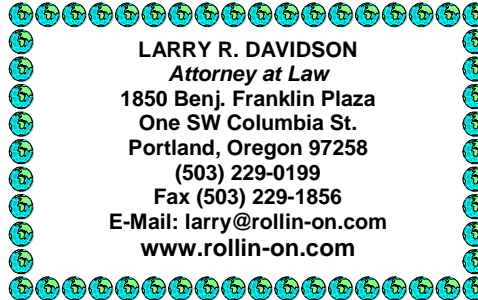 LARRY R. DAVIDSON
Attorney at Law
1850 Benj. Franklin Plaza
One SW Columbia St.
Portland, Oregon 97258
(503) 229-0199
Fax (503) 229-1856
E-Mail: larry@rollin-on.com
www.rollin-on.com